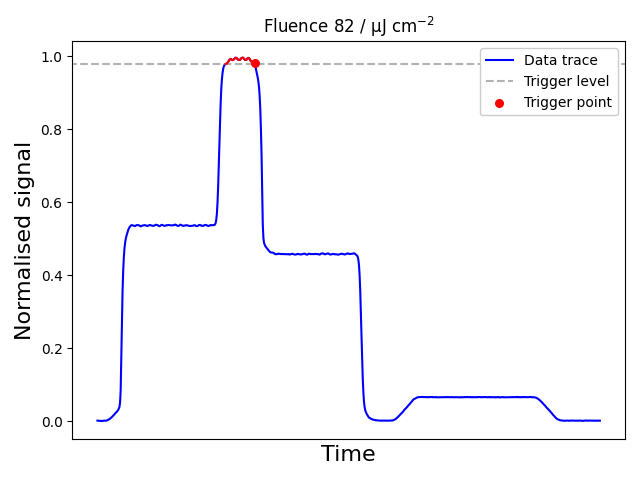 Fluence 82 / μJ cm⁻²
Data trace
Trigger level
Trigger point
Normalised signal
1.0
0.8
0.6
0.4
0.2
0.0
Time